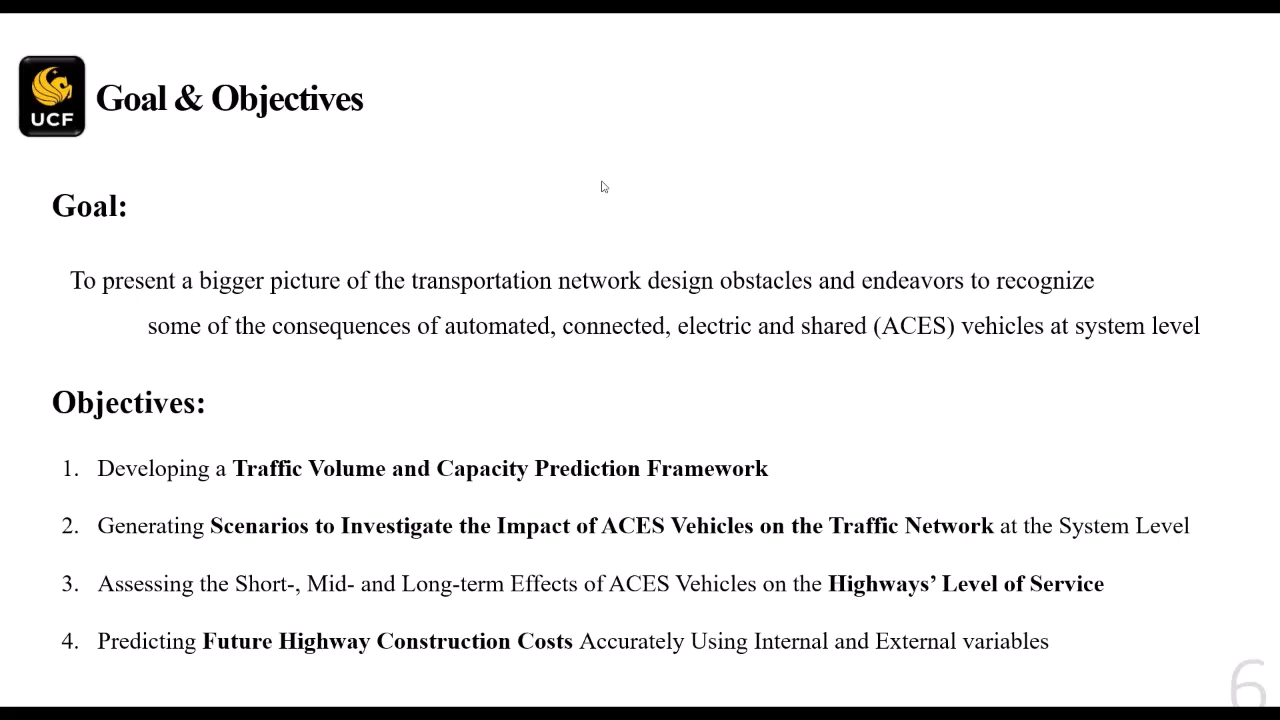 UCF
Goal & Objectives
Goal:
To present a bigger picture of the transportation network design obstacles and endeavors to recognize
some of the consequences of automated, connected, electric and shared (ACES) vehicles at system level
Objectives:
1. Developing a Traffic Volume and Capacity Prediction Framework
2. Generating Scenarios to Investigate the Impact of ACES Vehicles on the Traffic Network at the System Level
3. Assessing the Short-, Mid- and Long-term Effects of ACES Vehicles on the Highways’ Level of Service
4. Predicting Future Highway Construction Costs Accurately Using Internal and External variables
6